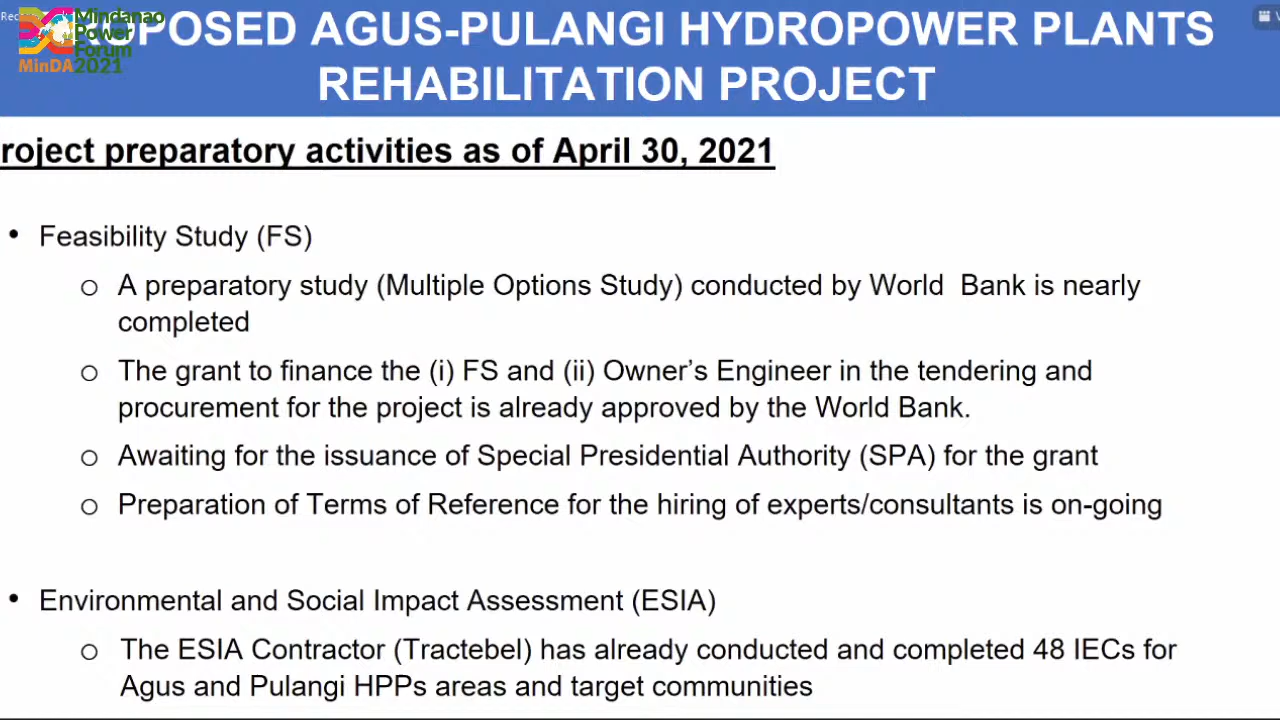 Rec
Mindanao
Power
Forum
MinDA2021
POSED AGUS-PULANGI HYDROPOWER PLANTS
REHABILITATION PROJECT
roject preparatory activities as of April 30, 2021
• Feasibility Study (FS)
o A preparatory study (Multiple Options Study) conducted by World Bank is nearly
completed
o The grant to finance the (i) FS and (ii) Owner’s Engineer in the tendering and
procurement for the project is already approved by the World Bank.
o Awaiting for the issuance of Special Presidential Authority (SPA) for the grant
o Preparation of Terms of Reference for the hiring of experts/consultants is on-going
• Environmental and Social Impact Assessment (ESIA)
o The ESIA Contractor (Tractebel) has already conducted and completed 48 IECs for
Agus and Pulangi HPPs areas and target communities